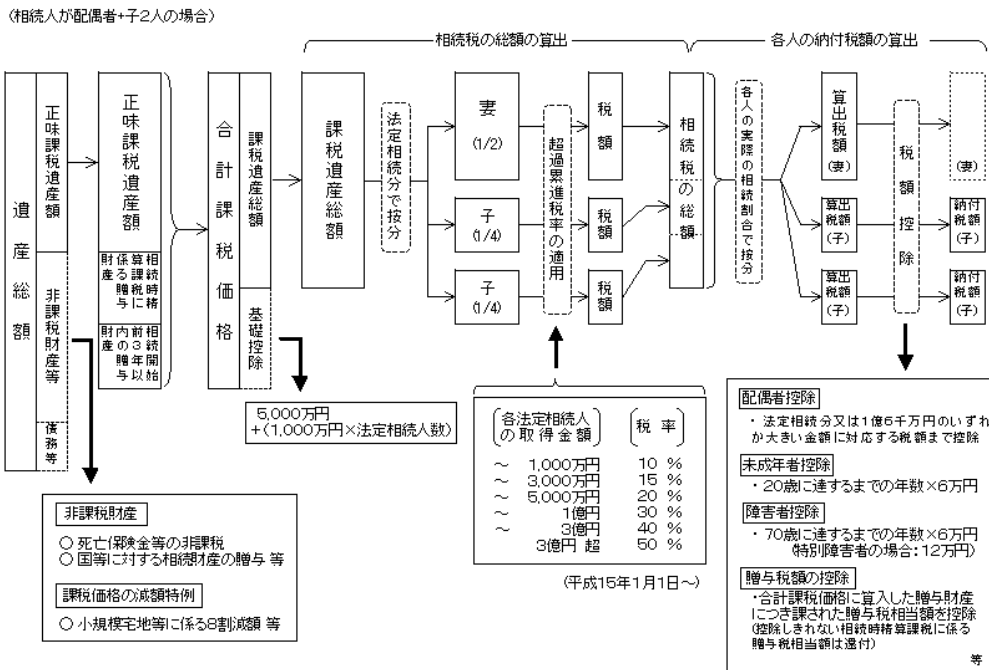 (相続人が配偶者+子2人の場合)
相続税の総額の算出
各人の納付税額の算出
遺産総額
正味課税遺産額
非課税財産等
債務等
正味課税遺産額
相続時精算課税に係る贈与財産
相続開始前3年以内の贈与財産
合計課税価格
課税遺産総額
基礎控除
課税遺産総額
法定相続分で按分
妻
(1/2)
子
(1/4)
子
(1/4)
超過累進税率の適用
税額
税額
税額
相続税の総額
各人の実際の相続割合で按分
算出税額
(妻)
算出
税額
(子)
算出
税額
(子)
税額控除
(妻)
納付
税額
(子)
納付
税額
(子)
5,000万円
+(1,000万円×法定相続人数)
各法定相続人
の取得金額
税 率
~ 1,000万円 10 %
~ 3,000万円 15 %
~ 5,000万円 20 %
~ 1億円 30 %
~ 3億円 40 %
3億円 超 50 %
(平成15年1月1日~)
非課税財産
○ 死亡保険金等の非課税
○ 国等に対する相続財産の贈与 等
課税価格の減額特例
○ 小規模宅地等に係る8割減額 等
配偶者控除
・ 法定相続分又は1億6千万円のいずれ
か大きい金額に対応する税額まで控除
未成年者控除
・20歳に達するまでの年数×6万円
障害者控除
・70歳に達するまでの年数×6万円
(特別障害者の場合:12万円)
贈与税額の控除
・合計課税価格に算入した贈与財産
につき課された贈与税相当額を控除
(控除しきれない相続時精算課税に係る
贈与税相当額は還付)
等